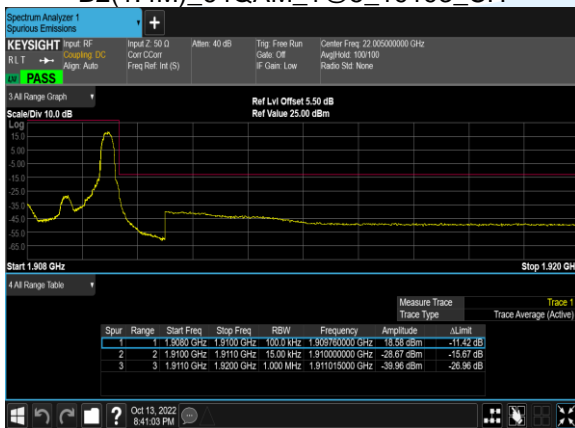 Spectrum Analyzer 1
Spurious Emissions
KEYSIGHT Input: RF Input Z: 50 Ω Atten: 40 dB Trig: Free Run Center Freq: 22.005000000 GHz
RLT Coupling: DC Corr CCorr Gate: Off Avg|Hold: 100/100
Align: Auto Freq Ref: Int (S) IF Gain: Low Radio Std: None
LM PASS
3 All Range Graph
Ref Lvl Offset 5.50 dB
Scale/Div 10.0 dB Ref Value 25.00 dBm
Log
15.0
5.00
-5.00
-15.0
-25.0
-35.0
-45.0
-55.0
-65.0
Start 1.908 GHz Stop 1.920 GH
4 All Range Table
Measure Trace Trace 1
Trace Type Trace Average (Active)
Spur Range Start Freq Stop Freq RBW Frequency Amplitude ΔLimit
1 1 1.9080 GHz 1.9100 GHz 100.0 kHz 1.909760000 GHz 18.58 dBm -11.42 dB
2 2 1.9100 GHz 1.9110 GHz 15.00 kHz 1.910000000 GHz -28.67 dBm -15.67 dB
3 3 1.9110 GHz 1.9200 GHz 1.000 MHz 1.911015000 GHz -39.96 dBm -26.96 dB
Oct 13, 2022
8:41:03 PM